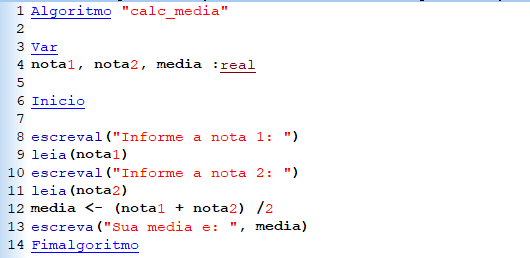 1 Algoritmo "calc_media"
2
3 Var
4 nota1, nota2, media :real
5
6 Inicio
7
8 escreval("Informe a nota 1: ")
9 leia(nota1)
10 escreval("Informe a nota 2: ")
11 leia(nota2)
12 media <- (nota1 + nota2) /2
13 escreva("Sua media e: ", media)
14 Fimalgoritmo